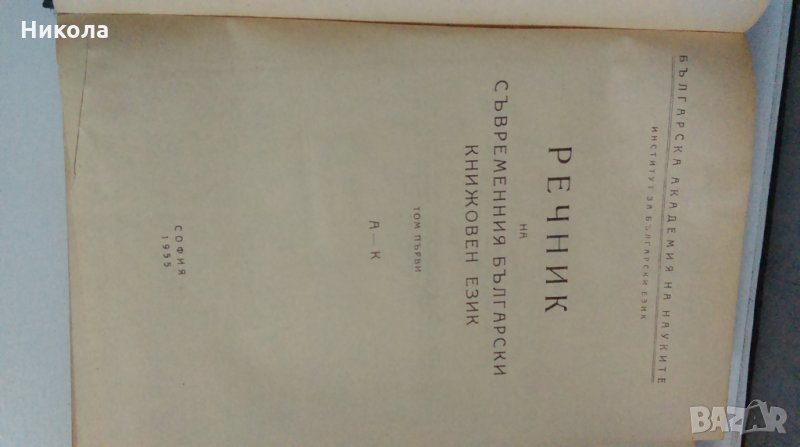 Никола
БЪЛГАРСКА АКАДЕМИЯ НА НАУКИТЕ
ИНСТИТУТ ЗА БЪЛГАРСКИ ЕЗИК
РЕЧНИК
НА
СЪВРЕМЕННИЯ БЪЛГАРСКИ
КНИЖОВЕН ЕЗИК
ТОМ ПЪРВИ
А—К
СОФИЯ
1955
BAZAR